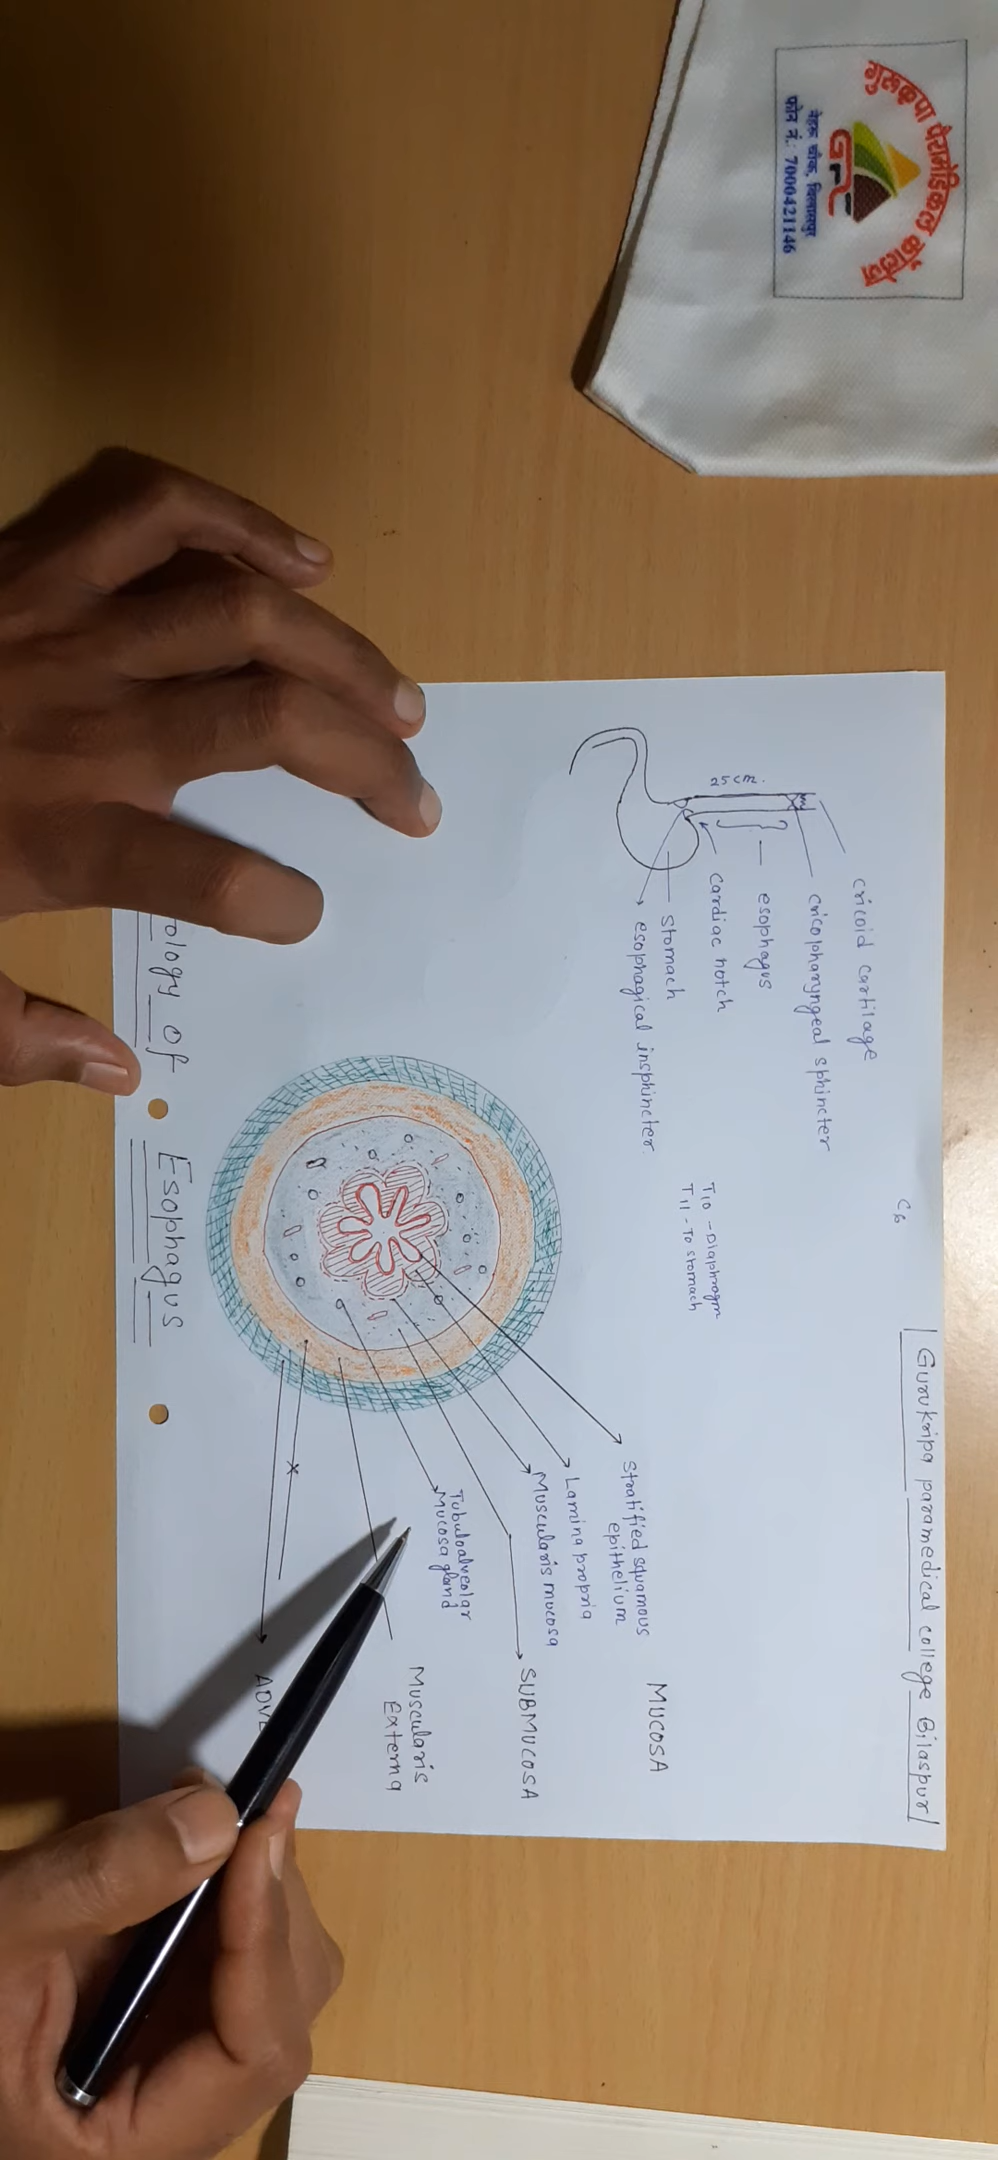 गुरुकृपा पैरामेडिकल कॉलेज
GPC
नेहरू चौक, बिलासपुर
फोन नं.: 7000421146
Gurukripa paramedical college Bilaspur
C6
cricoid cartilage
cricopharyngeal sphincter
25cm.
esophagus
cardiac notch
stomach
esophagical insphincter.
T10 - Diaphragm
T11 - To stomach
Stratified squamous
epithelium
MUCOSA
Lamina propria
Muscularis mucosa
SUBMUCOSA
Tubuloalveolar
Mucosa gland
Muscularis
Externa
ADVE
tology of Esophagus